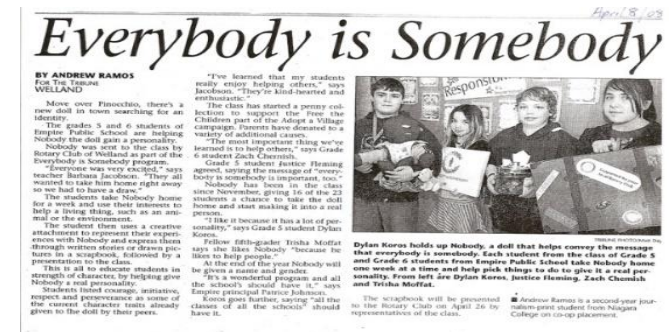 April 8/08
Everybody is Somebody
BY ANDREW RAMOS
FOR THE TRIBUNE
WELLAND
Move over Pinocchio, there's a
new doll in town searching for an
identity.
The grades 5 and 6 students of
Empire Public School are helping
Nobody the doll gain a personality.
Nobody was sent to the class by
Rotary Club of Welland as part of the
Everybody is Somebody program.
"Everyone was very excited," says
teacher Barbara Jacobson. "They all
wanted to take him home right away
so we had to have a draw."
The students take Nobody home
for a week and use their interests to
help a living thing, such as an ani-
mal or the environment.
The student then uses a creative
attachment to represent their experi-
ences with Nobody and express them
through written stories or drawn pic-
tures in a scrapbook, followed by a
presentation to the class.
This is all to educate students in
strength of character, by helping give
Nobody a real personality.
Students listed courage, initiative,
respect and perseverance as some of
the current character traits already
given to the doll by their peers.
"I've learned that my students
really enjoy helping others," says
Jacobson. "They're kind-hearted and
enthusiastic."
The class has started a penny col-
lection to support the Free the
Children part of the Adopt a Village
campaign. Parents have donated to a
variety of additional causes.
"The most important thing we've
learned is to help others," says Grade
6 student Zach Chemish.
Grade 5 student Justice Fleming
agreed, saying the message of "every-
body is somebody is important, too."
Nobody has been in the class
since November, giving 16 of the 23
students a chance to take the doll
home and start making it into a real
person.
"I like it because it has a lot of per-
sonality," says Grade 5 student Dylan
Koros.
Fellow fifth-grader Trisha Moffat
says she likes Nobody "because he
likes to help people."
At the end of the year Nobody will
be given a name and gender.
"It's a wonderful program and all
the school's should have it," says
Empire principal Patrice Johnson.
Koros goes further, saying "all the
classes of all the schools" should
have it.
Responsi
Dylan Koros holds up Nobody, a doll that helps convey the message
that everybody is somebody. Each student from the class of Grade 5
and Grade 6 students from Empire Public School take Nobody home
one week at a time and help pick things to do to give it a real per-
sonality. From left are Dylan Koros, Justice Fleming, Zach Chemish
and Trisha Moffat.
The scrapbook will be presented
to the Rotary Club on April 26 by
representatives of the class.
Andrew Ramos is a second-year jour-
nalism-print student from Niagara
College on co-op placement.